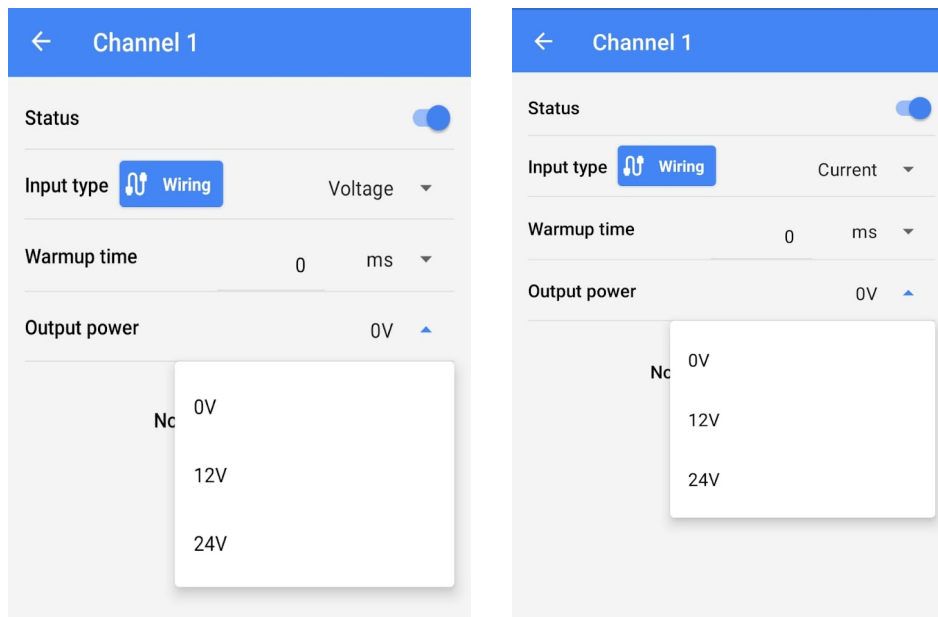 Channel 1
Status
Input type Wiring Voltage
Warmup time 0 ms
Output power 0V
0V
12V
24V
Channel 1
Status
Input type Wiring Current
Warmup time 0 ms
Output power 0V
0V
12V
24V